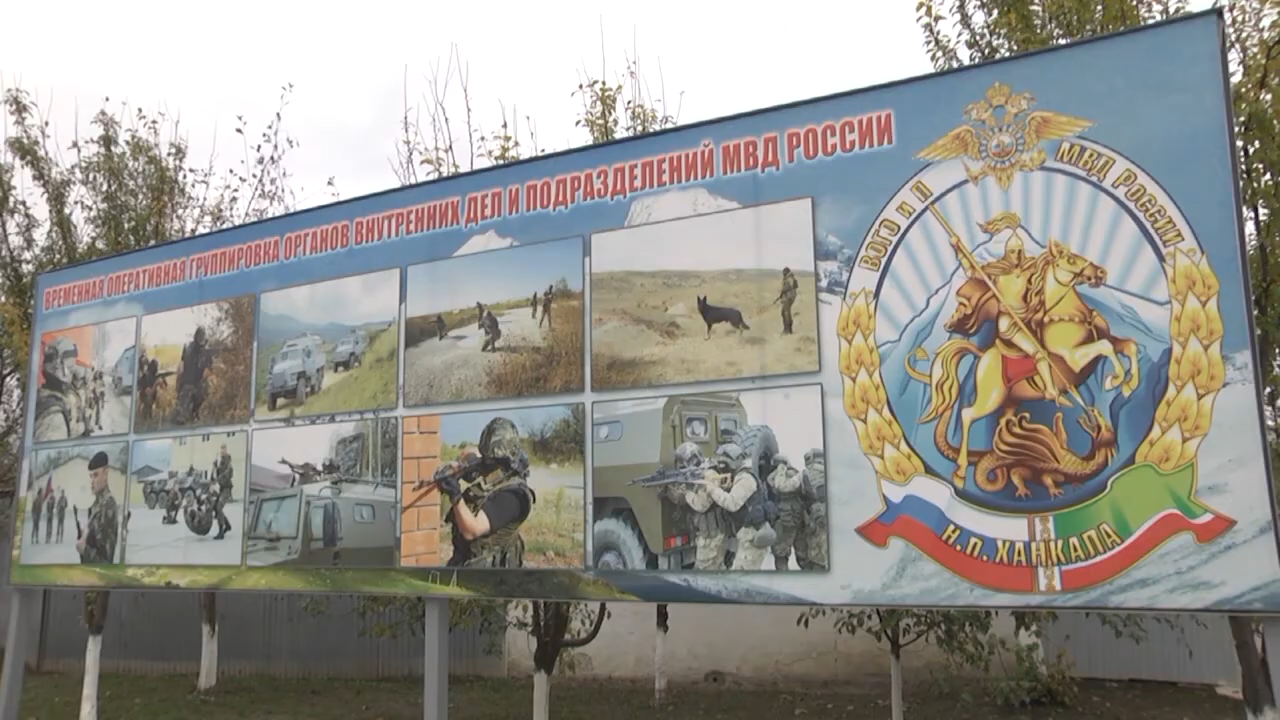 ВРЕМЕННАЯ ОПЕРАТИВНАЯ ГРУППИРОВКА ОРГАНОВ ВНУТРЕННИХ ДЕЛ И ПОДРАЗДЕЛЕНИЙ МВД РОССИИ
ВОГО и П МВД РОССИИ
Н.П. ХАНКАЛА